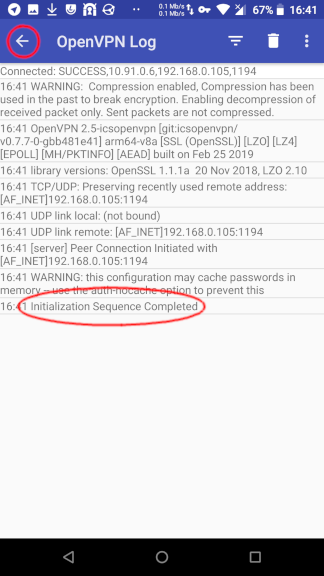 0.1 Mb/s
0.1 Mb/s
67%
16:41
OpenVPN Log
Connected: SUCCESS,10.91.0.6,192.168.0.105,1194
16:41 WARNING: Compression enabled, Compression has been
used in the past to break encryption. Enabling decompression of
received packet only. Sent packets are not compressed.
16:41 OpenVPN 2.5-icsopenvpn [git:icsopenvpn/
v0.7.7-0-gbb481e41] arm64-v8a [SSL (OpenSSL)] [LZO] [LZ4]
[EPOLL] [MH/PKTINFO] [AEAD] built on Feb 25 2019
16:41 library versions: OpenSSL 1.1.1a 20 Nov 2018, LZO 2.10
16:41 TCP/UDP: Preserving recently used remote address:
[AF_INET]192.168.0.105:1194
16:41 UDP link local: (not bound)
16:41 UDP link remote: [AF_INET]192.168.0.105:1194
16:41 [server] Peer Connection Initiated with
[AF_INET]192.168.0.105:1194
16:41 WARNING: this configuration may cache passwords in
memory -- use the auth-nocache option to prevent this
16:41 Initialization Sequence Completed